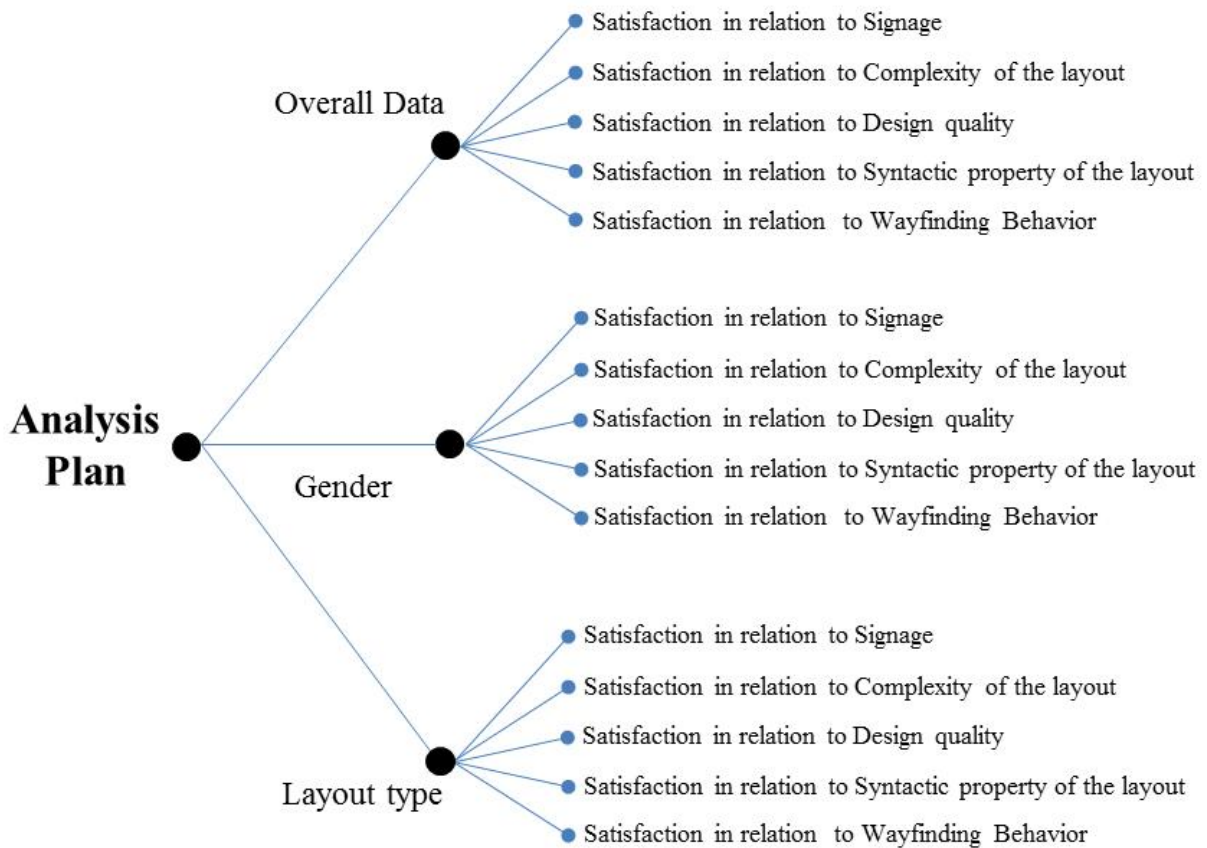 Satisfaction in relation to Signage
Satisfaction in relation to Complexity of the layout
Overall Data
Satisfaction in relation to Design quality
Satisfaction in relation to Syntactic property of the layout
Satisfaction in relation to Wayfinding Behavior
Satisfaction in relation to Signage
Satisfaction in relation to Complexity of the layout
Analysis
Plan
Satisfaction in relation to Design quality
Gender
Satisfaction in relation to Syntactic property of the layout
Satisfaction in relation to Wayfinding Behavior
Satisfaction in relation to Signage
Satisfaction in relation to Complexity of the layout
Satisfaction in relation to Design quality
Layout type
Satisfaction in relation to Syntactic property of the layout
Satisfaction in relation to Wayfinding Behavior